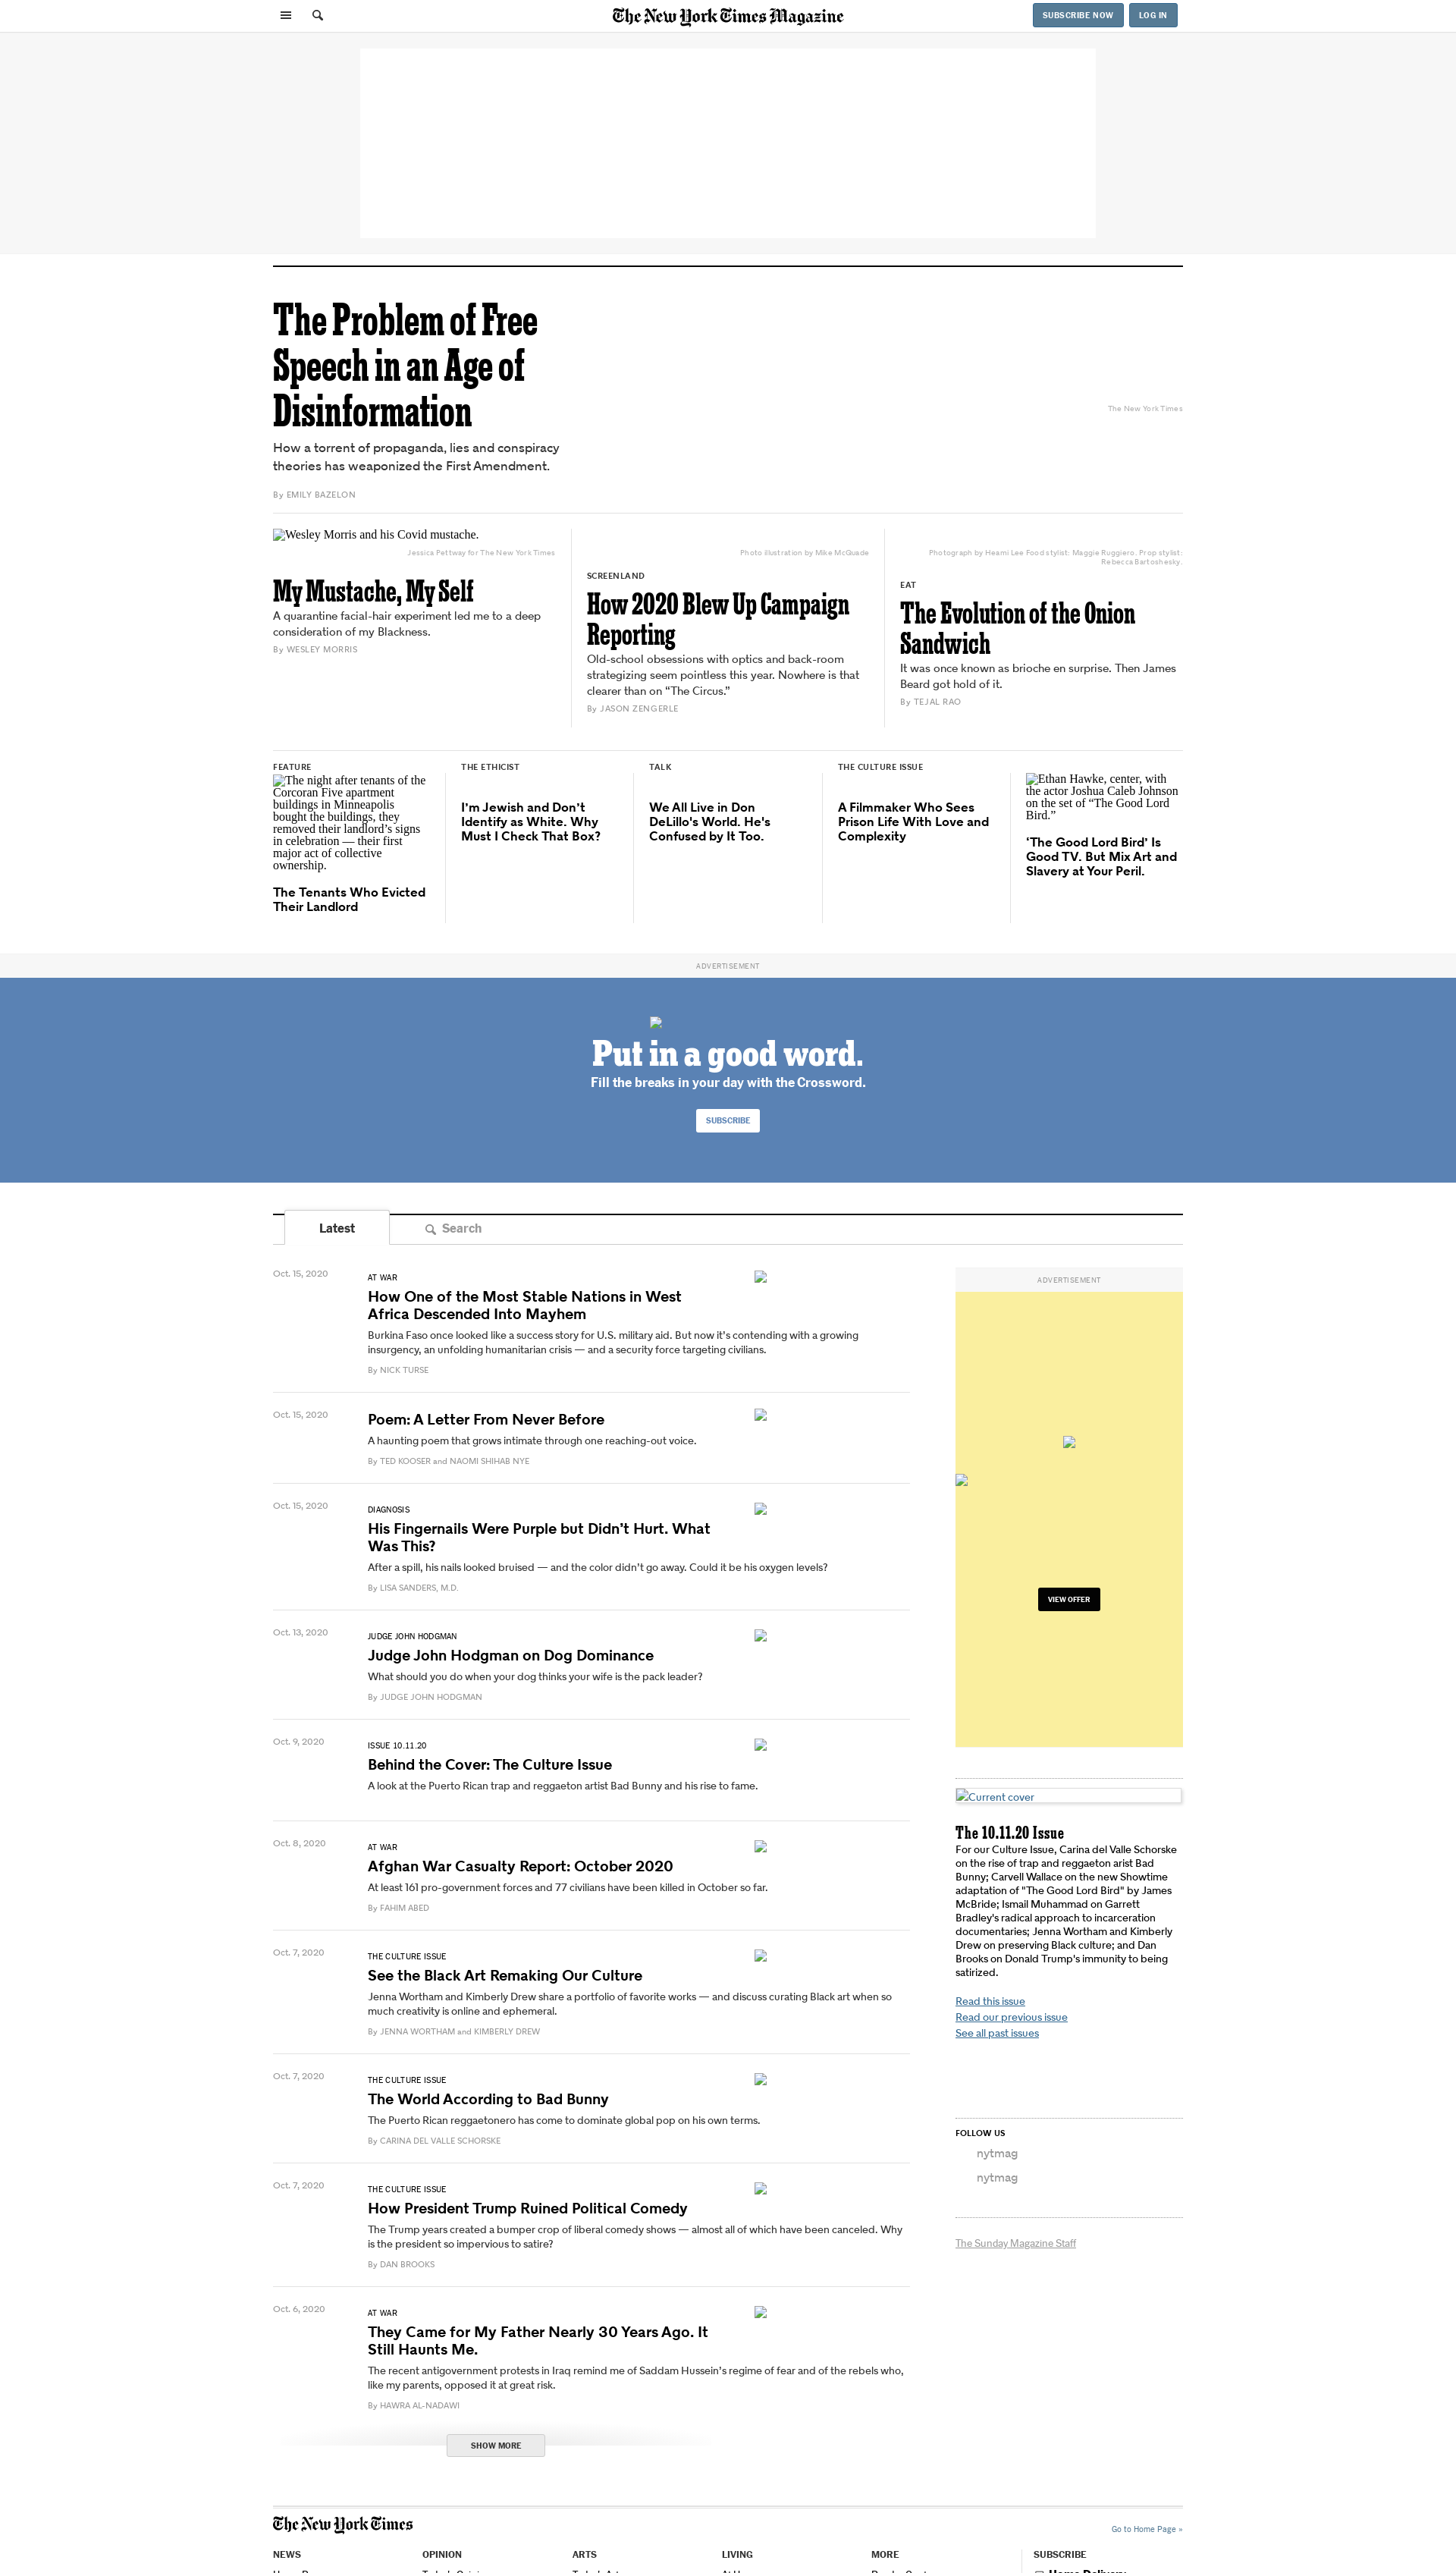 The New York Times Magazine
SUBSCRIBE NOW
LOG IN
The Problem of Free
Speech in an Age of
Disinformation
How a torrent of propaganda, lies and conspiracy
theories has weaponized the First Amendment.
By EMILY BAZELON
The New York Times
Wesley Morris and his Covid mustache.
Jessica Pettway for The New York Times
My Mustache, My Self
A quarantine facial-hair experiment led me to a deep
consideration of my Blackness.
By WESLEY MORRIS
Photo illustration by Mike McQuade
SCREENLAND
How 2020 Blew Up Campaign
Reporting
Old-school obsessions with optics and back-room
strategizing seem pointless this year. Nowhere is that
clearer than on “The Circus.”
By JASON ZENGERLE
Photograph by Heami Lee Food stylist: Maggie Ruggiero. Prop stylist:
Rebecca Bartoshesky.
EAT
The Evolution of the Onion
Sandwich
It was once known as brioche en surprise. Then James
Beard got hold of it.
By TEJAL RAO
FEATURE
The night after tenants of the
Corcoran Five apartment
buildings in Minneapolis
bought the buildings, they
removed their landlord’s signs
in celebration — their first
major act of collective
ownership.
The Tenants Who Evicted
Their Landlord
THE ETHICIST
I’m Jewish and Don’t
Identify as White. Why
Must I Check That Box?
TALK
We All Live in Don
DeLillo's World. He's
Confused by It Too.
THE CULTURE ISSUE
A Filmmaker Who Sees
Prison Life With Love and
Complexity
Ethan Hawke, center, with
the actor Joshua Caleb Johnson
on the set of “The Good Lord
Bird.”
‘The Good Lord Bird’ Is
Good TV. But Mix Art and
Slavery at Your Peril.
ADVERTISEMENT
Put in a good word.
Fill the breaks in your day with the Crossword.
SUBSCRIBE
Latest
Search
Oct. 15, 2020
AT WAR
How One of the Most Stable Nations in West
Africa Descended Into Mayhem
Burkina Faso once looked like a success story for U.S. military aid. But now it’s contending with a growing
insurgency, an unfolding humanitarian crisis — and a security force targeting civilians.
By NICK TURSE
Oct. 15, 2020
Poem: A Letter From Never Before
A haunting poem that grows intimate through one reaching-out voice.
By TED KOOSER and NAOMI SHIHAB NYE
Oct. 15, 2020
DIAGNOSIS
His Fingernails Were Purple but Didn’t Hurt. What
Was This?
After a spill, his nails looked bruised — and the color didn’t go away. Could it be his oxygen levels?
By LISA SANDERS, M.D.
Oct. 13, 2020
JUDGE JOHN HODGMAN
Judge John Hodgman on Dog Dominance
What should you do when your dog thinks your wife is the pack leader?
By JUDGE JOHN HODGMAN
Oct. 9, 2020
ISSUE 10.11.20
Behind the Cover: The Culture Issue
A look at the Puerto Rican trap and reggaeton artist Bad Bunny and his rise to fame.
Oct. 8, 2020
AT WAR
Afghan War Casualty Report: October 2020
At least 161 pro-government forces and 77 civilians have been killed in October so far.
By FAHIM ABED
Oct. 7, 2020
THE CULTURE ISSUE
See the Black Art Remaking Our Culture
Jenna Wortham and Kimberly Drew share a portfolio of favorite works — and discuss curating Black art when so
much creativity is online and ephemeral.
By JENNA WORTHAM and KIMBERLY DREW
Oct. 7, 2020
THE CULTURE ISSUE
The World According to Bad Bunny
The Puerto Rican reggaetonero has come to dominate global pop on his own terms.
By CARINA DEL VALLE SCHORSKE
Oct. 7, 2020
THE CULTURE ISSUE
How President Trump Ruined Political Comedy
The Trump years created a bumper crop of liberal comedy shows — almost all of which have been canceled. Why
is the president so impervious to satire?
By DAN BROOKS
Oct. 6, 2020
AT WAR
They Came for My Father Nearly 30 Years Ago. It
Still Haunts Me.
The recent antigovernment protests in Iraq remind me of Saddam Hussein’s regime of fear and of the rebels who,
like my parents, opposed it at great risk.
By HAWRA AL-NADAWI
SHOW MORE
ADVERTISEMENT
VIEW OFFER
Current cover
The 10.11.20 Issue
For our Culture Issue, Carina del Valle Schorske
on the rise of trap and reggaeton arist Bad
Bunny; Carvell Wallace on the new Showtime
adaptation of "The Good Lord Bird" by James
McBride; Ismail Muhammad on Garrett
Bradley's radical approach to incarceration
documentaries; Jenna Wortham and Kimberly
Drew on preserving Black culture; and Dan
Brooks on Donald Trump's immunity to being
satirized.
Read this issue
Read our previous issue
See all past issues
FOLLOW US
nytmag
nytmag
The Sunday Magazine Staff
The New York Times
Go to Home Page »
NEWS
OPINION
ARTS
LIVING
MORE
SUBSCRIBE